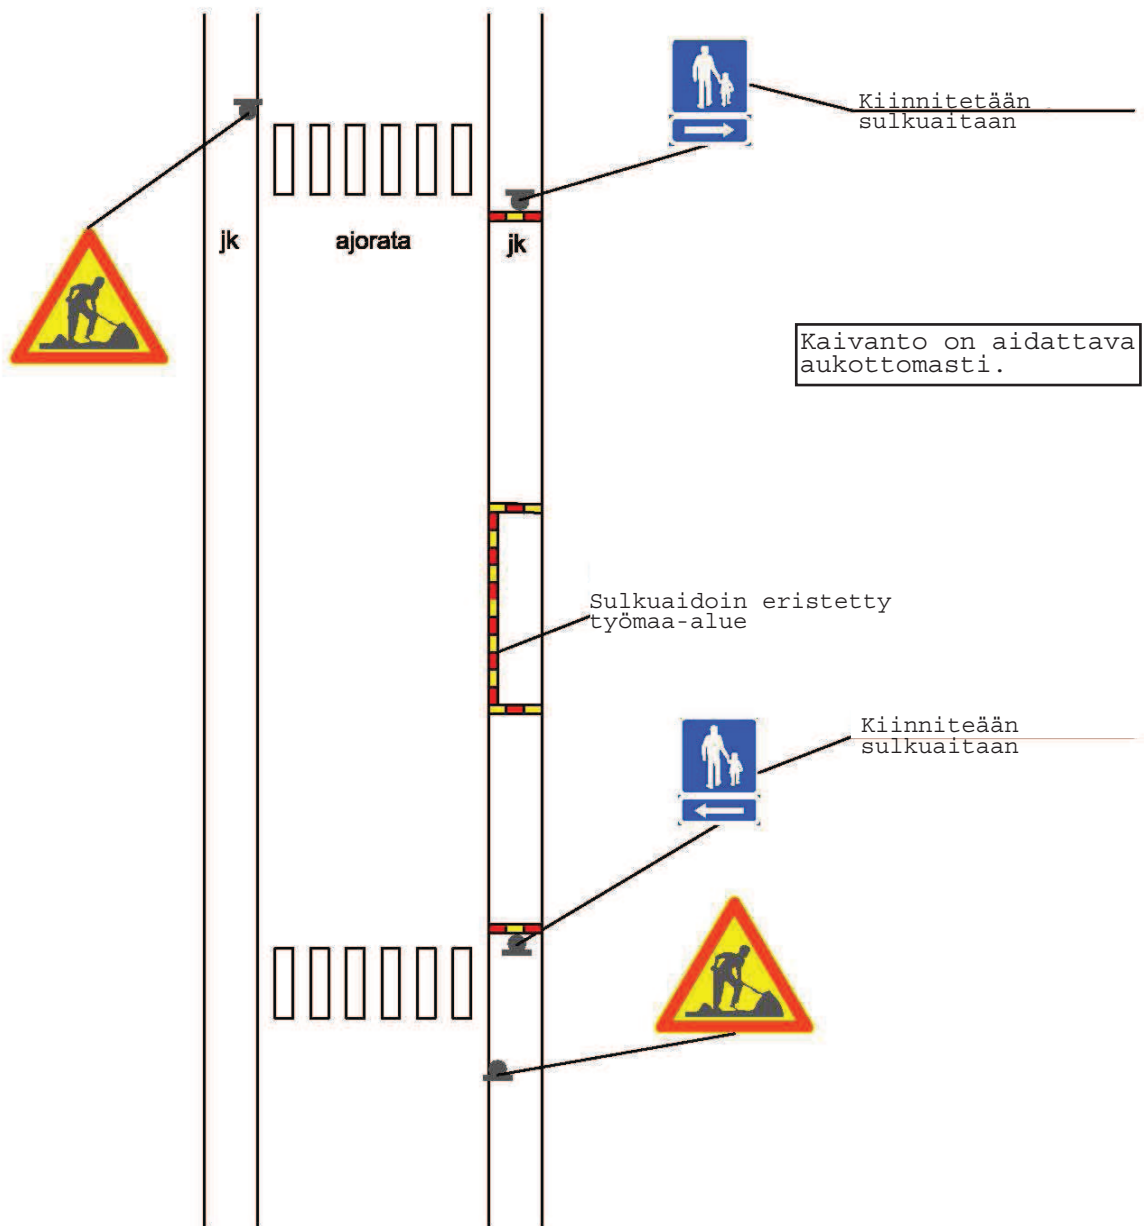 Kiinnitetään
sulkuaitaan
jk
ajorata
jk
Kaivanto on aidattava
aukottomasti.
Sulkuaidoin eristetty
työmaa-alue
Kiinniteään
sulkuaitaan